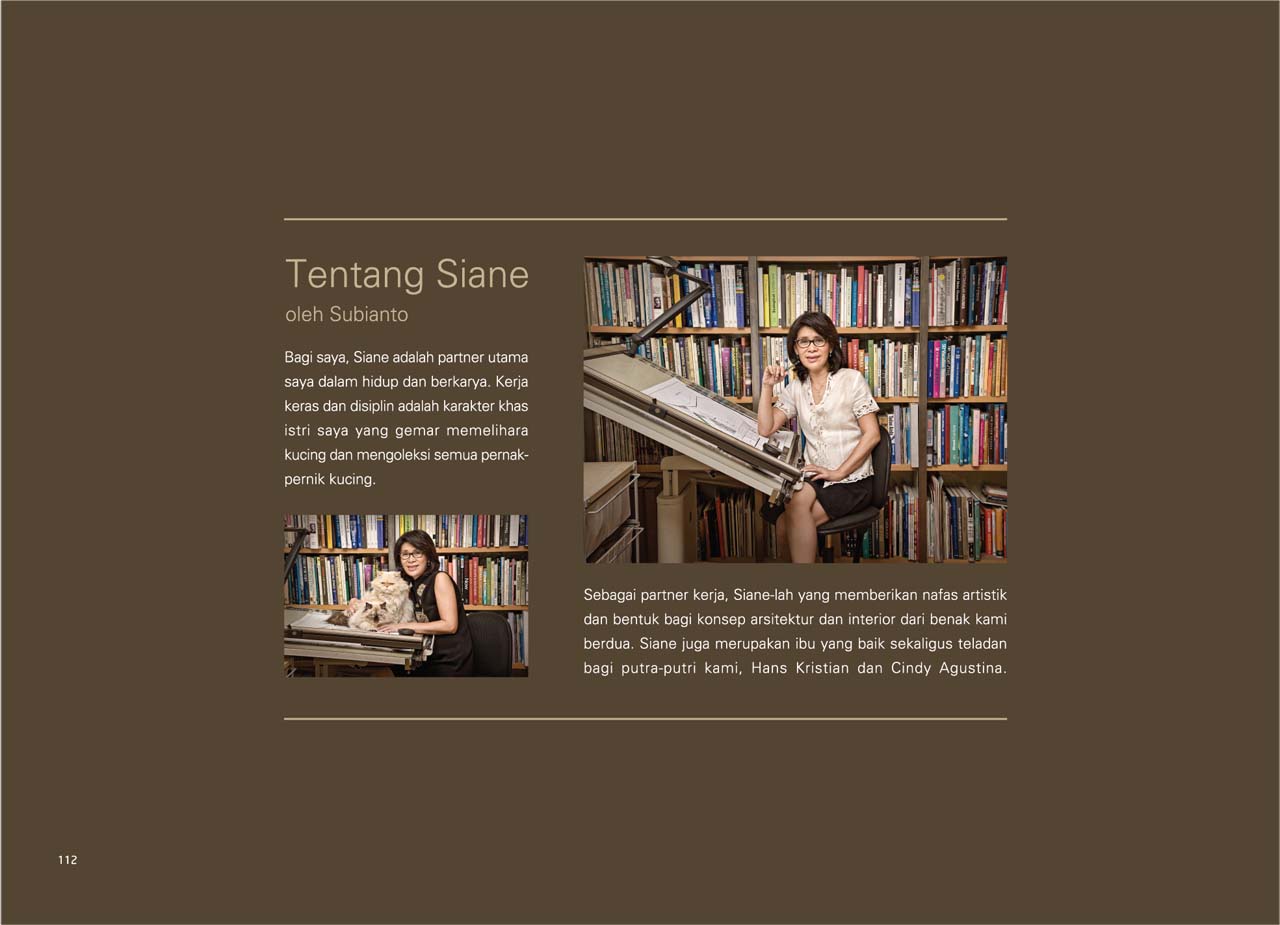 Tentang Siane
oleh Subianto
Bagi saya, Siane adalah partner utama
saya dalam hidup dan berkarya. Kerja
keras dan disiplin adalah karakter khas
istri saya yang gemar memelihara
kucing dan mengoleksi semua pernak-
pernik kucing.
Sebagai partner kerja, Siane-lah yang memberikan nafas artistik
dan bentuk bagi konsep arsitektur dan interior dari benak kami
berdua. Siane juga merupakan ibu yang baik sekaligus teladan
bagi putra-putri kami, Hans Kristian dan Cindy Agustina.
112